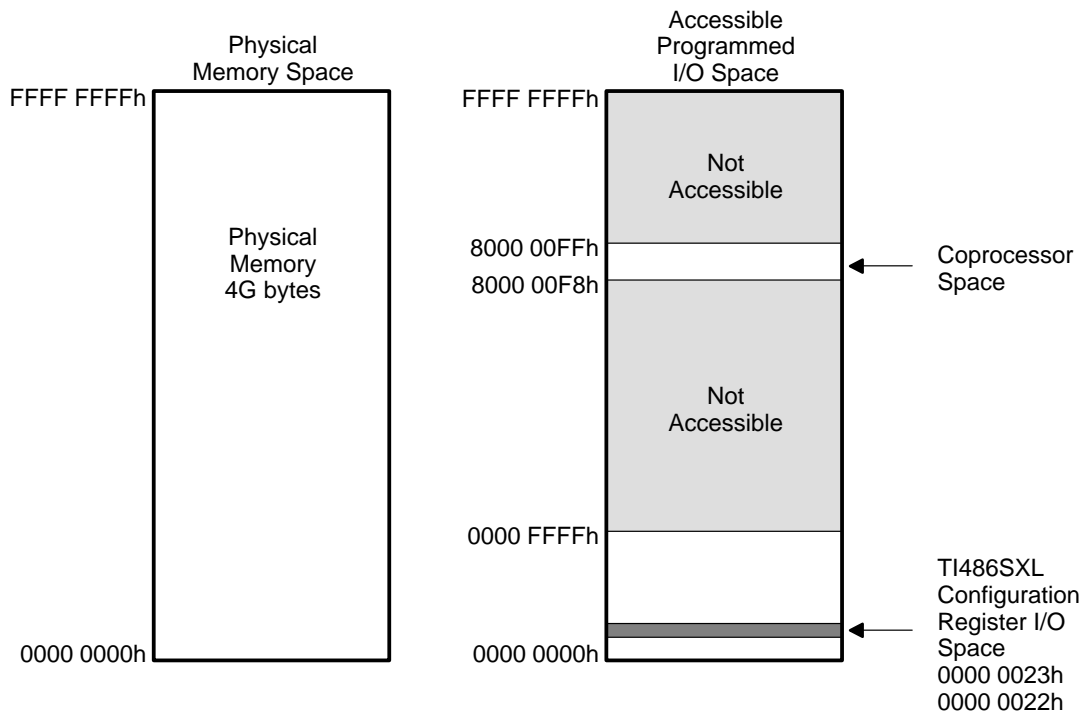 Physical
Memory Space
FFFF FFFFh
Physical
Memory
4G bytes
0000 0000h
Accessible
Programmed
I/O Space
FFFF FFFFh
Not
Accessible
8000 00FFh
8000 00F8h
Coprocessor
Space
Not
Accessible
0000 FFFFh
0000 0000h
TI486SXL
Configuration
Register I/O
Space
0000 0023h
0000 0022h